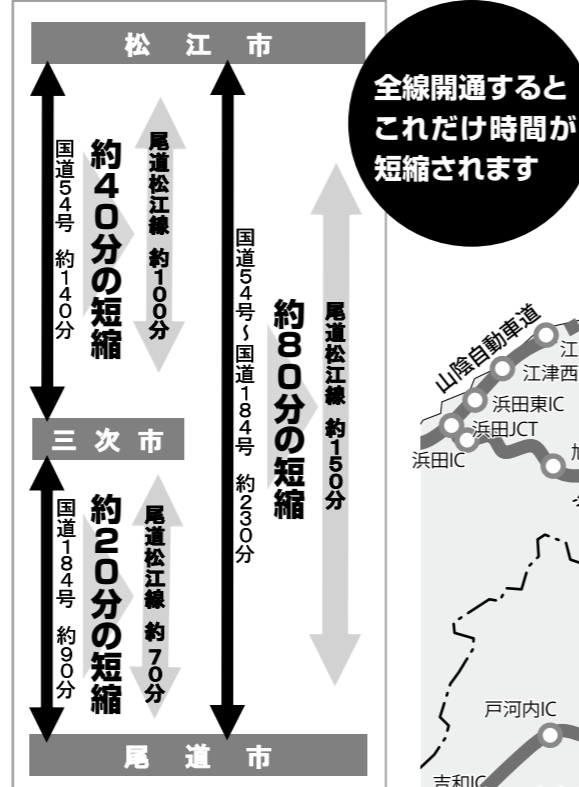 松江市
全線開通すると
これだけ時間が
短縮されます
国道54号 約140分
約40分の短縮
尾道松江線 約100分
国道54号～国道184号 約230分
約80分の短縮
尾道松江線 約150分
三次市
国道184号 約90分
約20分の短縮
尾道松江線 約70分
尾道市
山陰自動車道
江
江津西
浜田東IC
浜田JCT
浜田IC
戸河内IC
吉和IC